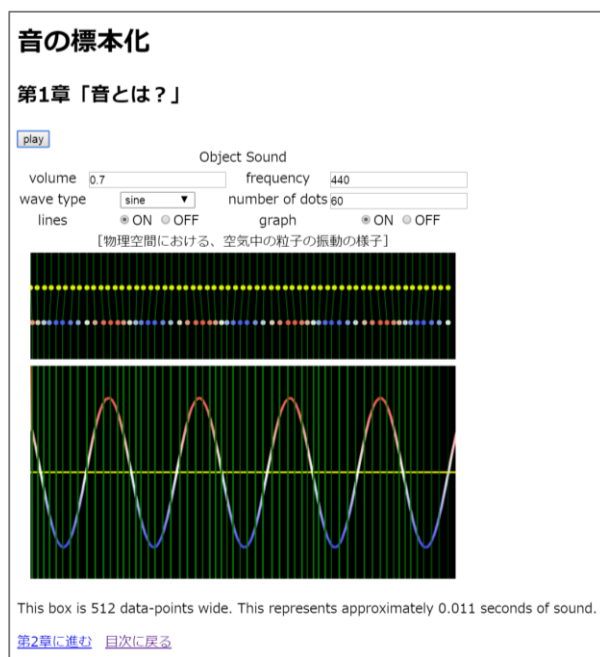 音の標本化
第1章「音とは？」
play
Object Sound
volume 0.7 frequency 440
wave type sine ▼ number of dots 60
lines ON OFF graph ON OFF
[物理空間における、空気中の粒子の振動の様子]
This box is 512 data-points wide. This represents approximately 0.011 seconds of sound.
第2章に進む 目次に戻る